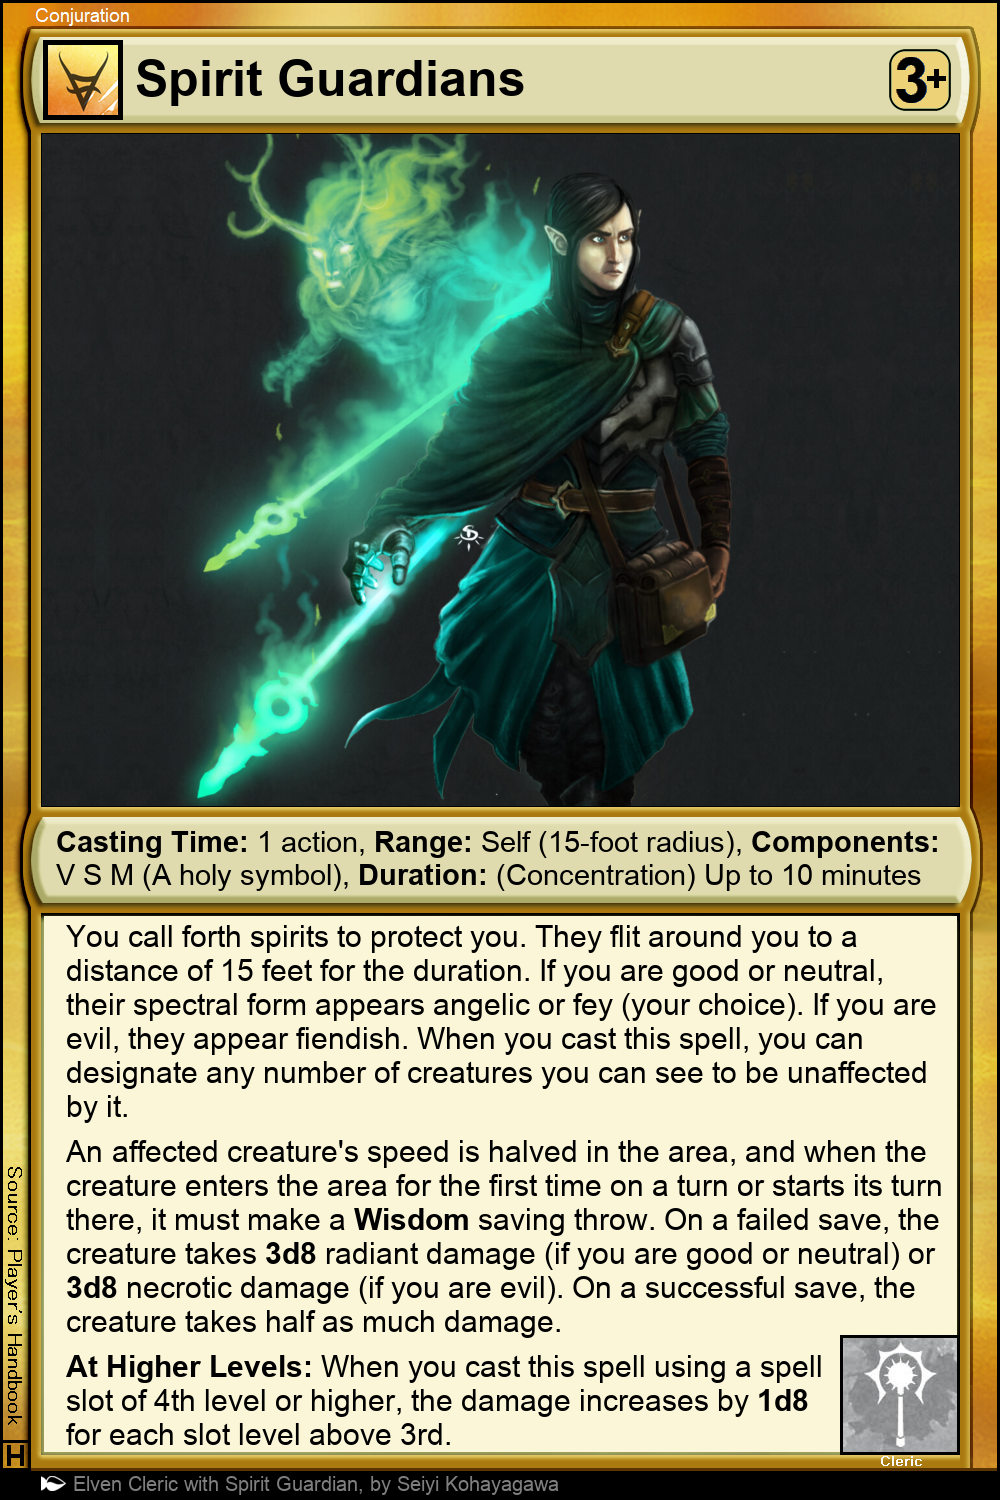 Conjuration
Spirit Guardians
3+
Casting Time: 1 action, Range: Self (15-foot radius), Components:
V S M (A holy symbol), Duration: (Concentration) Up to 10 minutes
You call forth spirits to protect you. They flit around you to a
distance of 15 feet for the duration. If you are good or neutral,
their spectral form appears angelic or fey (your choice). If you are
evil, they appear fiendish. When you cast this spell, you can
designate any number of creatures you can see to be unaffected
by it.
An affected creature's speed is halved in the area, and when the
creature enters the area for the first time on a turn or starts its turn
there, it must make a Wisdom saving throw. On a failed save, the
creature takes 3d8 radiant damage (if you are good or neutral) or
3d8 necrotic damage (if you are evil). On a successful save, the
creature takes half as much damage.
At Higher Levels: When you cast this spell using a spell
slot of 4th level or higher, the damage increases by 1d8
for each slot level above 3rd.
Cleric
Source: Player's Handbook
H
Elven Cleric with Spirit Guardian, by Seiyi Kohayagawa